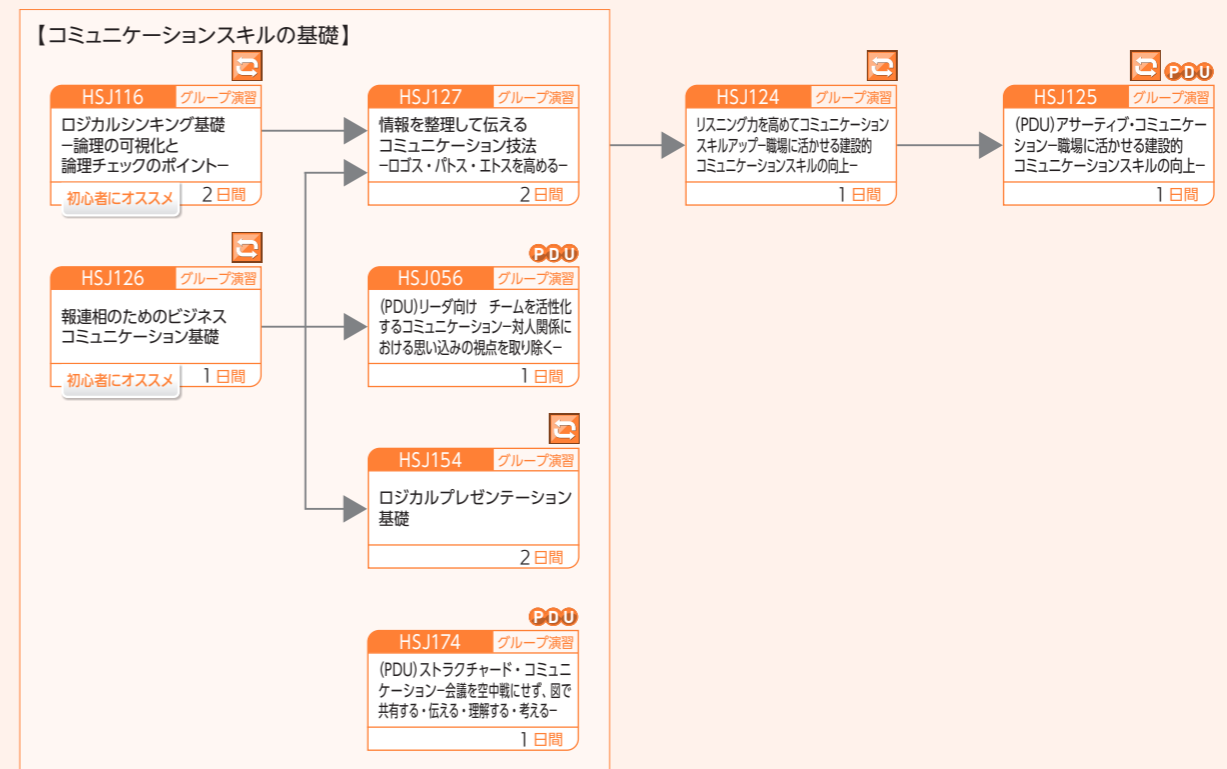 【コミュニケーションスキルの基礎】
HSJ116 グループ演習
ロジカルシンキング基礎
ー論理の可視化と
論理チェックのポイントー
初心者にオススメ 2日間
HSJ127 グループ演習
情報を整理して伝える
コミュニケーション技法
ーロゴス・パトス・エトスを高めるー
2日間
HSJ124 グループ演習
リスニング力を高めてコミュニケーション
スキルアップー職場に活かせる建設的
コミュニケーションスキルの向上ー
1日間
PDU
HSJ125 グループ演習
(PDU)アサーティブ・コミュニケー
ションー職場に活かせる建設的
コミュニケーションスキルの向上ー
1日間
HSJ126 グループ演習
報連相のためのビジネス
コミュニケーション基礎
初心者にオススメ 1日間
PDU
HSJ056 グループ演習
(PDU)リーダ向け　チームを活性化
するコミュニケーションー対人関係に
おける思い込みの視点を取り除くー
1日間
HSJ154 グループ演習
ロジカルプレゼンテーション
基礎
2日間
PDU
HSJ174 グループ演習
(PDU)ストラクチャード・コミュニ
ケーションー会議を空中戦にせず、図で
共有する・伝える・理解する・考えるー
1日間